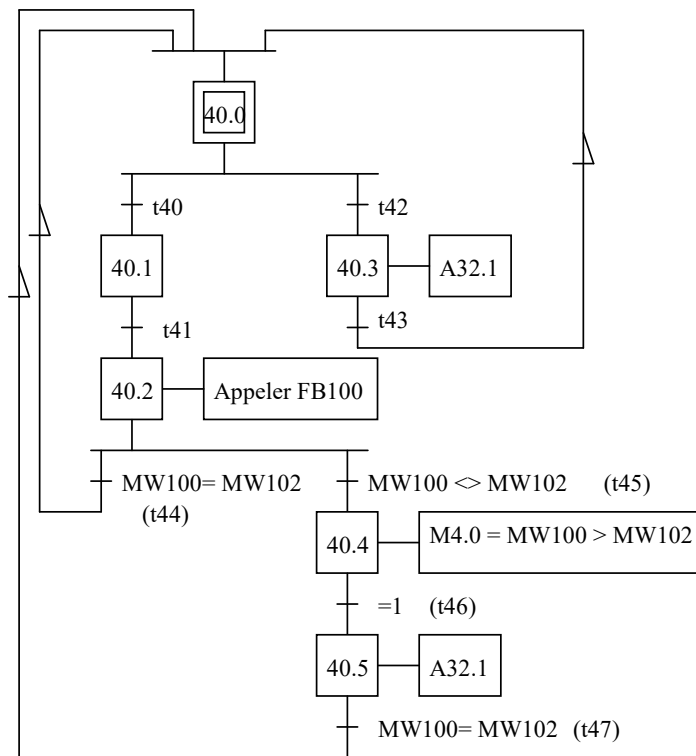 40.0
t40
t42
40.1
40.3
A32.1
t41
t43
40.2
Appeler FB100
MW100= MW102
(t44)
MW100 <> MW102 (t45)
40.4
M4.0 = MW100 > MW102
=1 (t46)
40.5
A32.1
MW100= MW102 (t47)